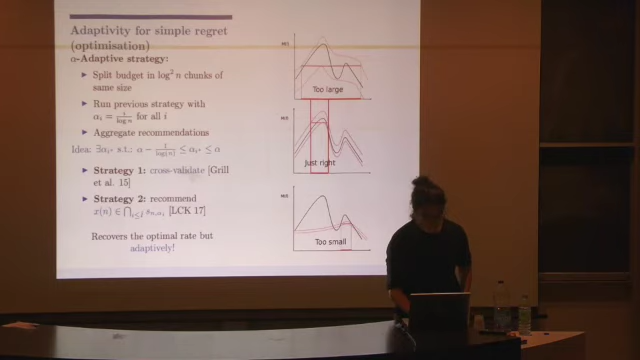 Adaptivity for simple regret
(optimisation)
α-Adaptive strategy:
▶ Split budget in log² n chunks of
same size
▶ Run previous strategy with
for all i
▶ Aggregate recommendations
Idea: ∃αᵢ* s.t.: α − 1/log(n) ≤ αᵢ* ≤ α
▶ Strategy 1: cross-validate [Grill
et al. 15]
▶ Strategy 2: recommend
[LCK 17]
Recovers the optimal rate but
adaptively!
Too large
Just right
Too small